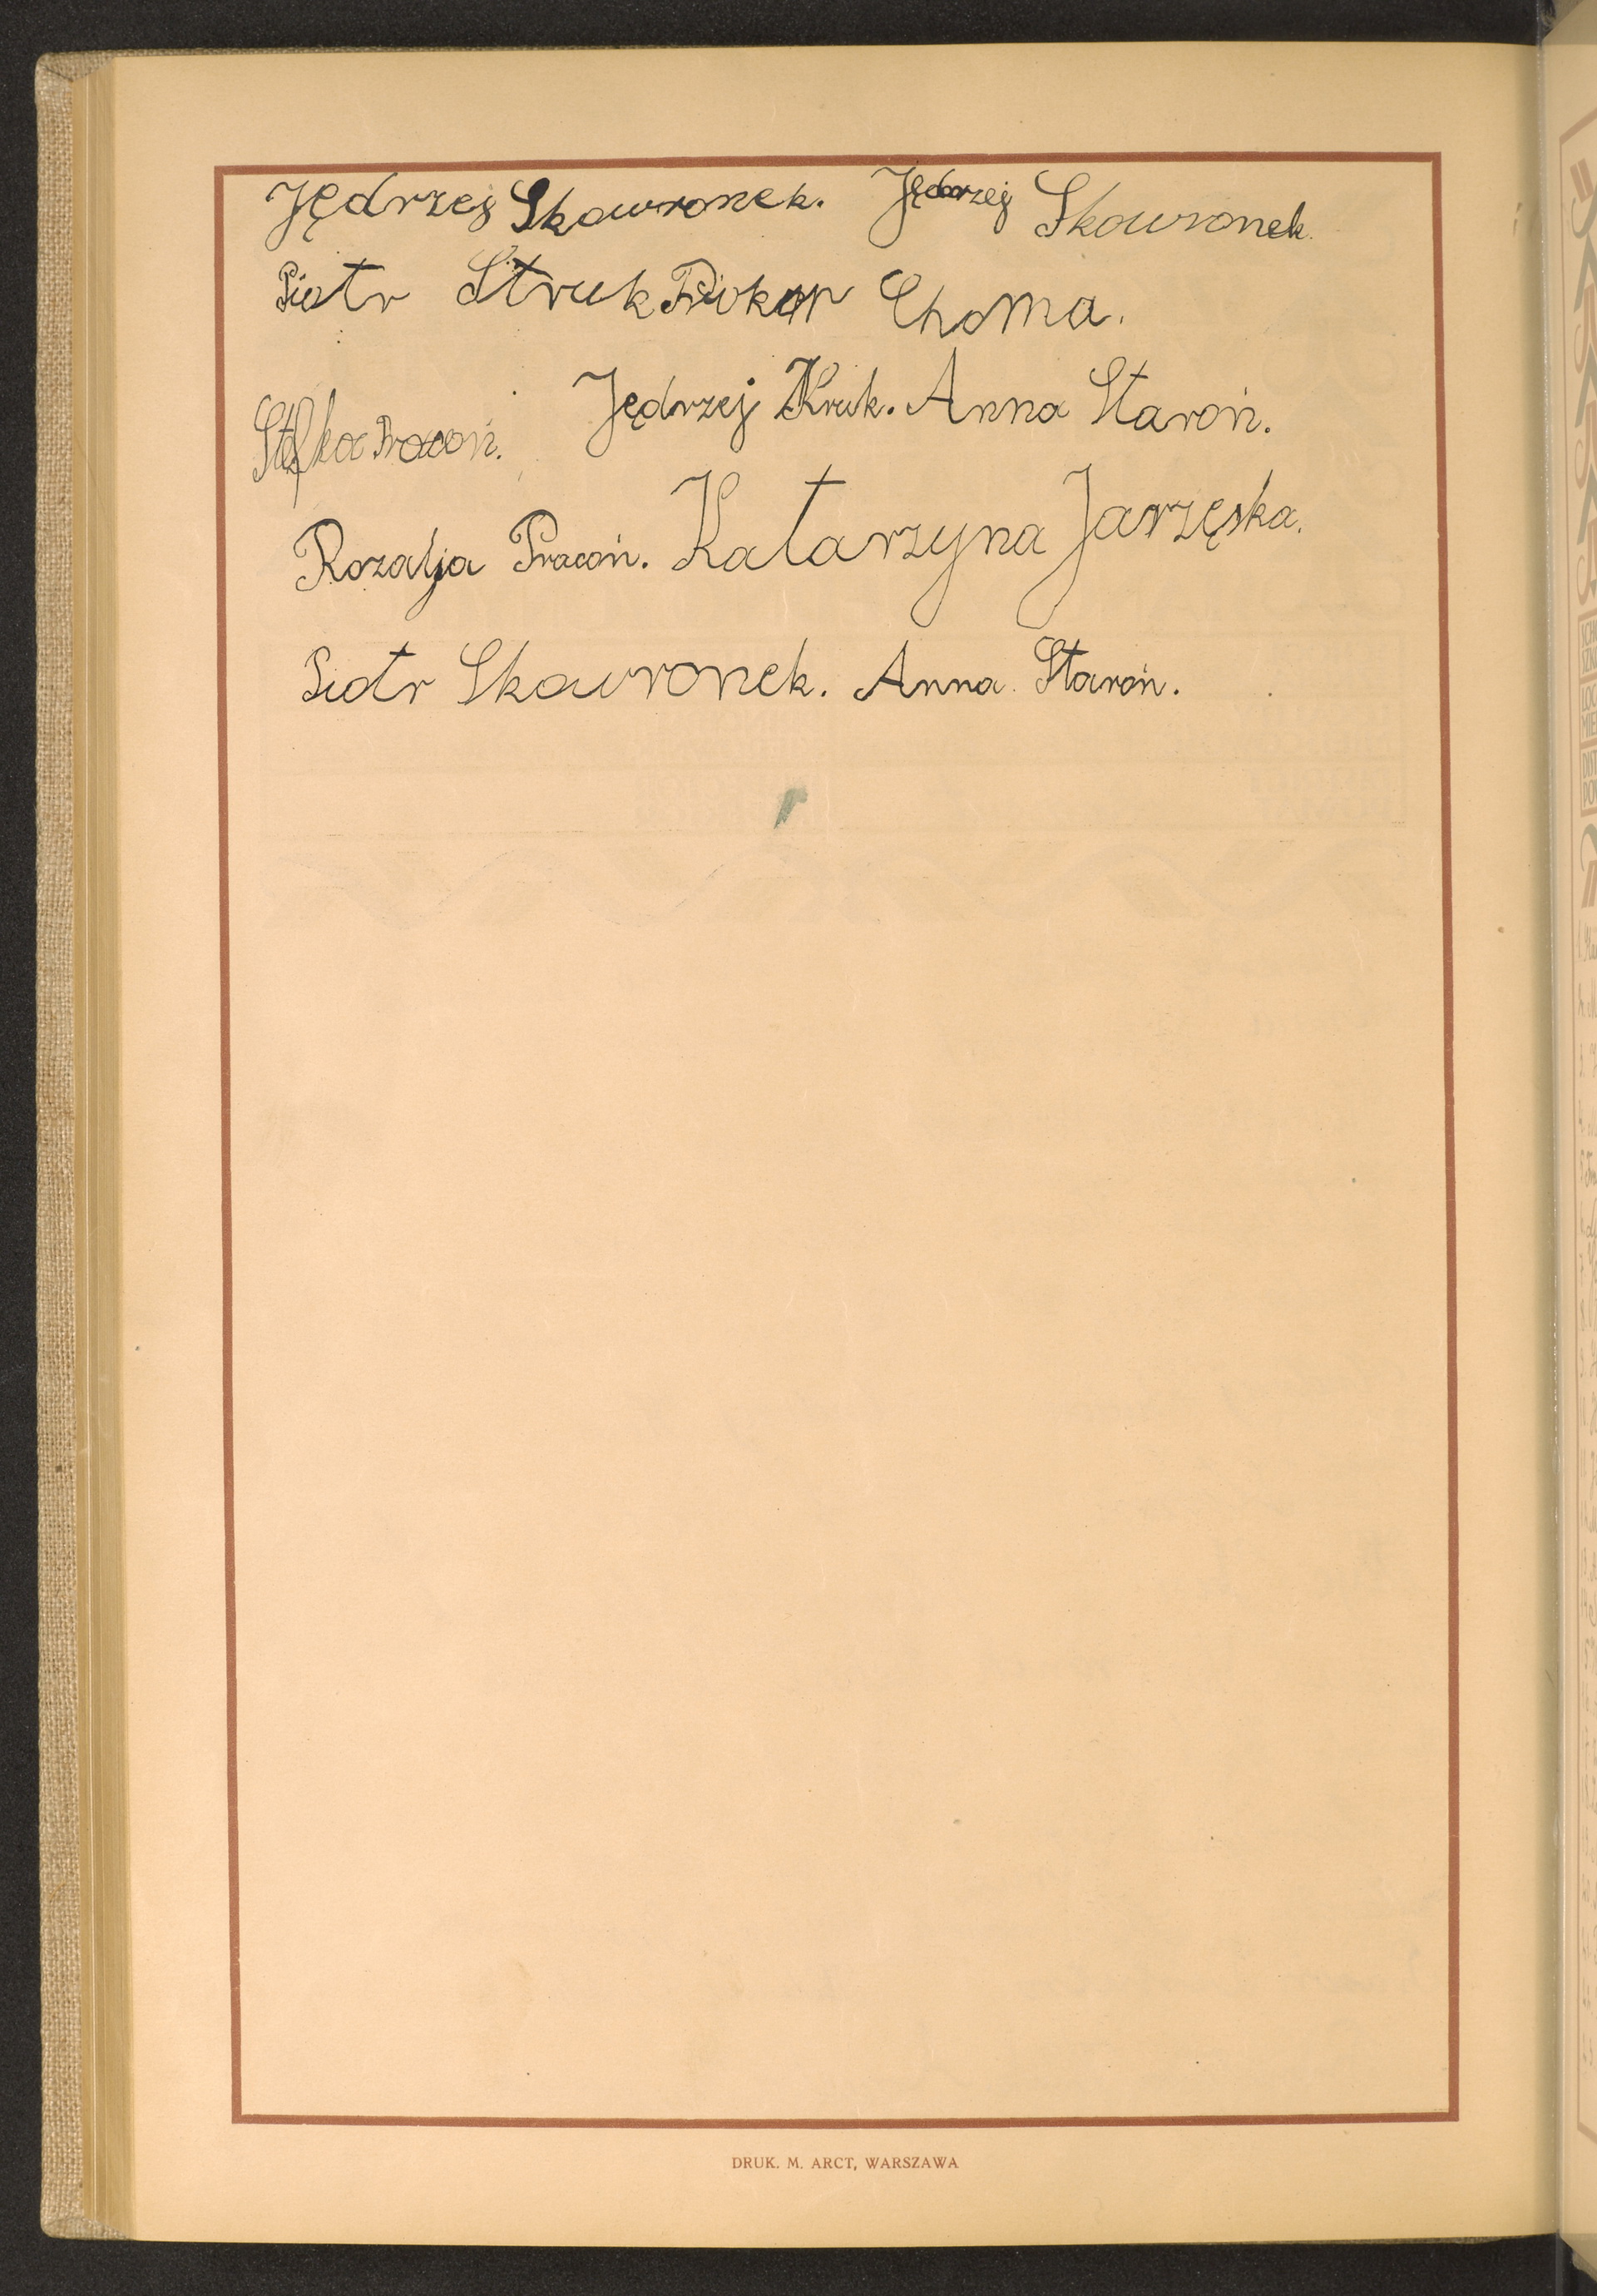 Jędrzej Skowronek. Jędrzej Skowronek.
Piotr Struk Prokop Choma.
Jędrzej Kruk. Anna Staroń.
Stefka Pracoń.
Rozalja Pracoń. Katarzyna Jarzęska.
Piotr Skowronek. Anna Staroń.
DRUK. M. ARCT, WARSZAWA